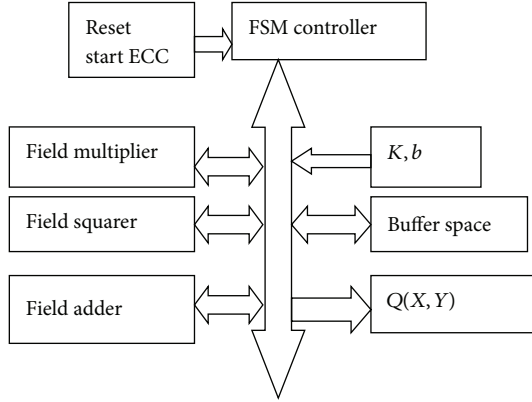 Reset
start ECC
FSM controller
Field multiplier
K, b
Field squarer
Buffer space
Field adder
Q(X, Y)